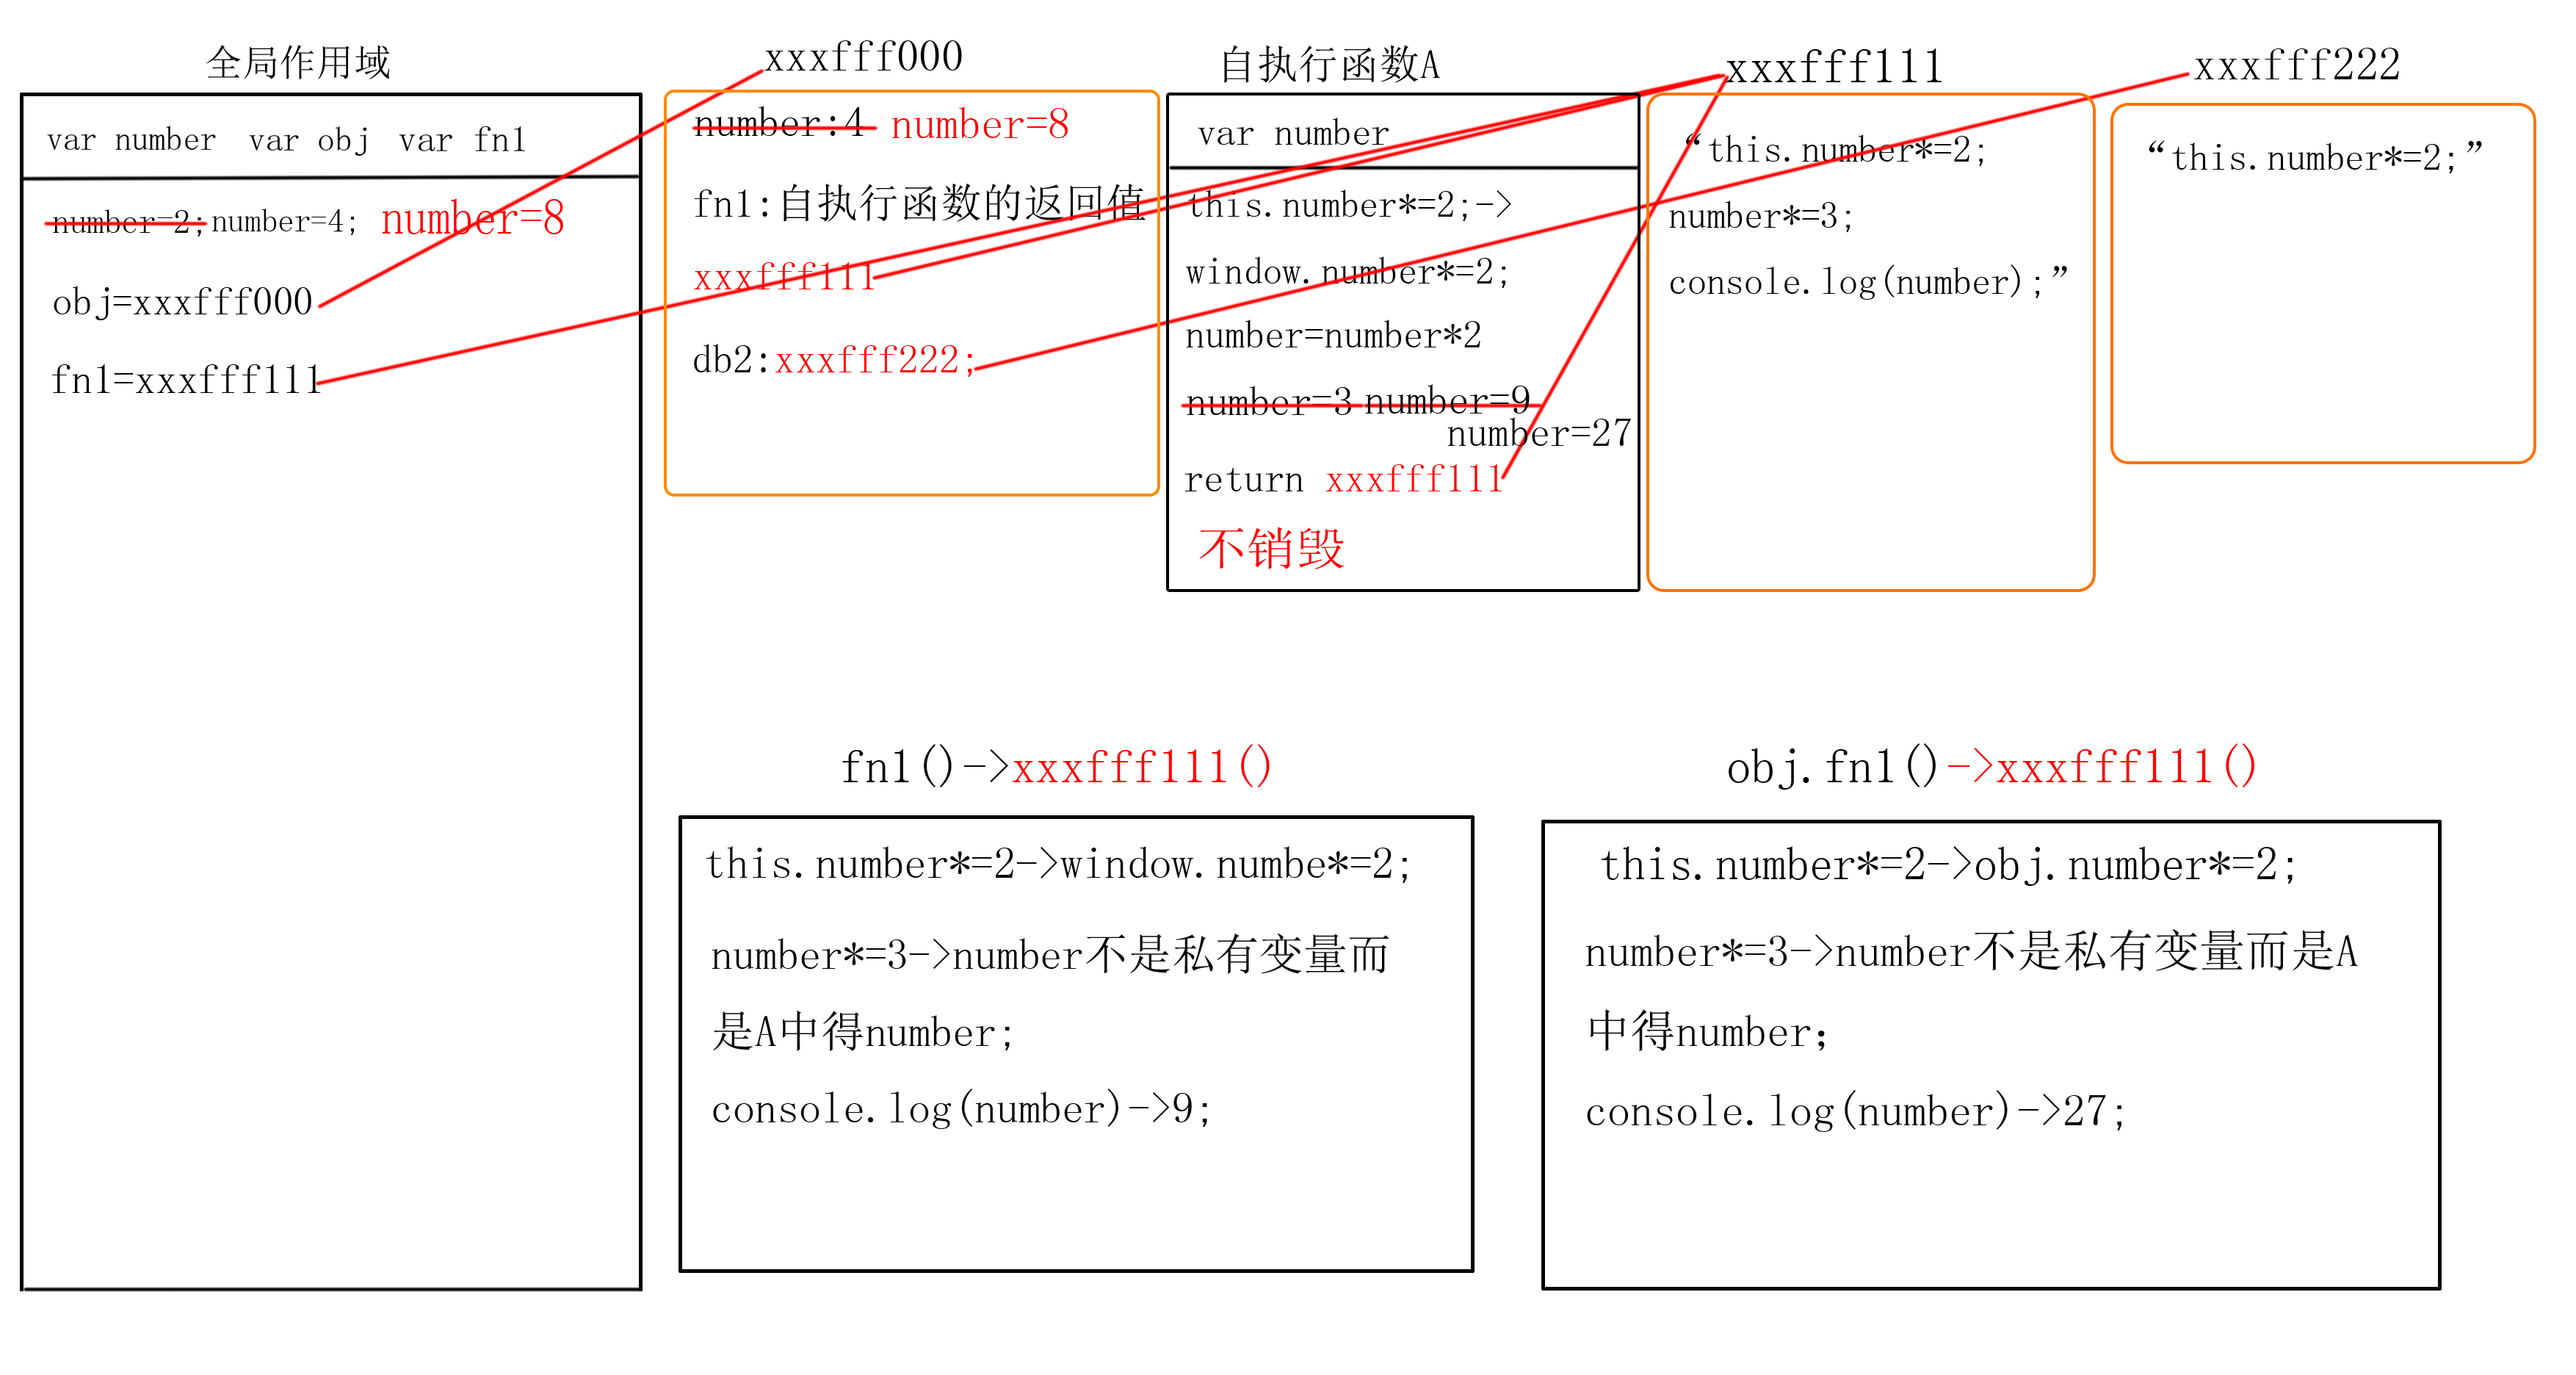 全局作用域
var number var obj var fn1
number=2; number=4; number=8
obj=xxxfff000
fn1=xxxfff111
xxxfff000
number:4 number=8
fn1:自执行函数的返回值
xxxfff111
db2:xxxfff222;
自执行函数A
var number
this.number*=2;->
window.number*=2;
number=number*2
number=3 number=9
number=27
return xxxfff111
不销毁
xxxfff111
“this.number*=2;
number*=3;
console.log(number);”
xxxfff222
“this.number*=2;”
fn1()->xxxfff111()
this.number*=2->window.numbe*=2;
number*=3->number不是私有变量而
是A中得number;
console.log(number)->9;
obj.fn1()->xxxfff111()
this.number*=2->obj.number*=2;
number*=3->number不是私有变量而是A
中得number；
console.log(number)->27;